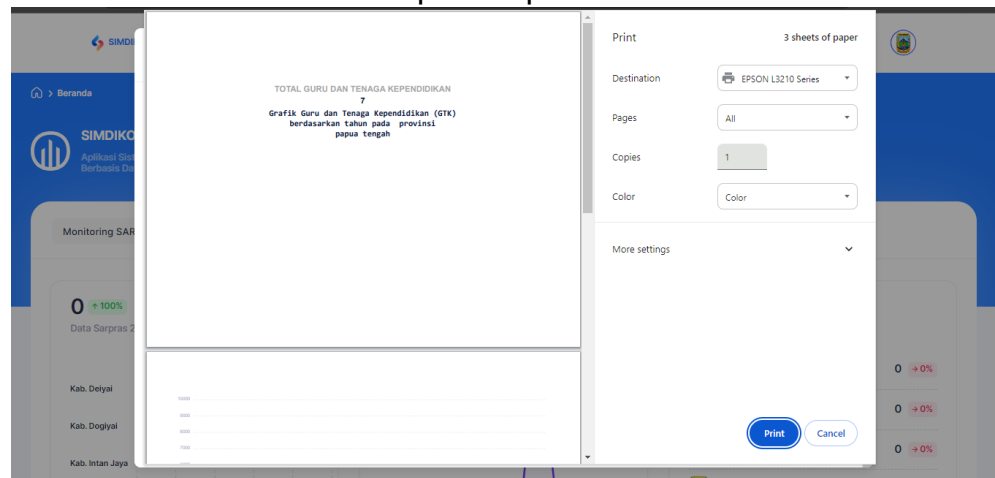 SIMDI
Beranda
SIMDIKO
Aplikasi Sist
Berbasis Da
Monitoring SAR
0 100%
Data Sarpras 2
Kab. Deiyai
Kab. Dogiyai
Kab. Intan Jaya
TOTAL GURU DAN TENAGA KEPENDIDIKAN
7
Grafik Guru dan Tenaga Kependidikan (GTK)
berdasarkan tahun pada provinsi
papua tengah
10000
9000
8000
7000
Print 3 sheets of paper
Destination EPSON L3210 Series
Pages All
Copies 1
Color Color
More settings
Print Cancel
0 0%
0 0%
0 0%